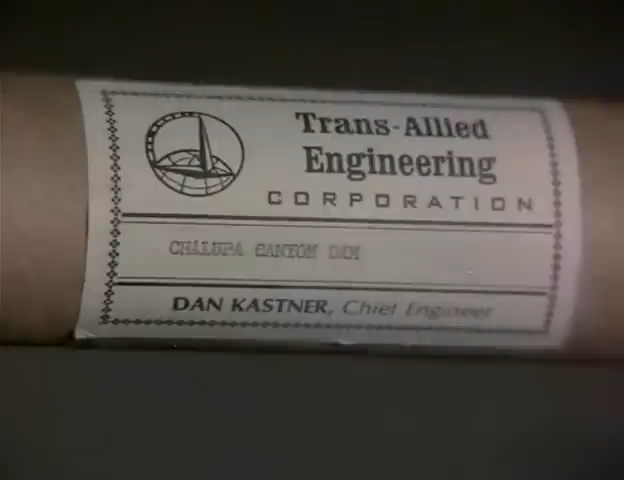 Trans-Allied
Engineering
CORPORATION
CHALUPA CANYON DAM
DAN KASTNER, Chief Engineer